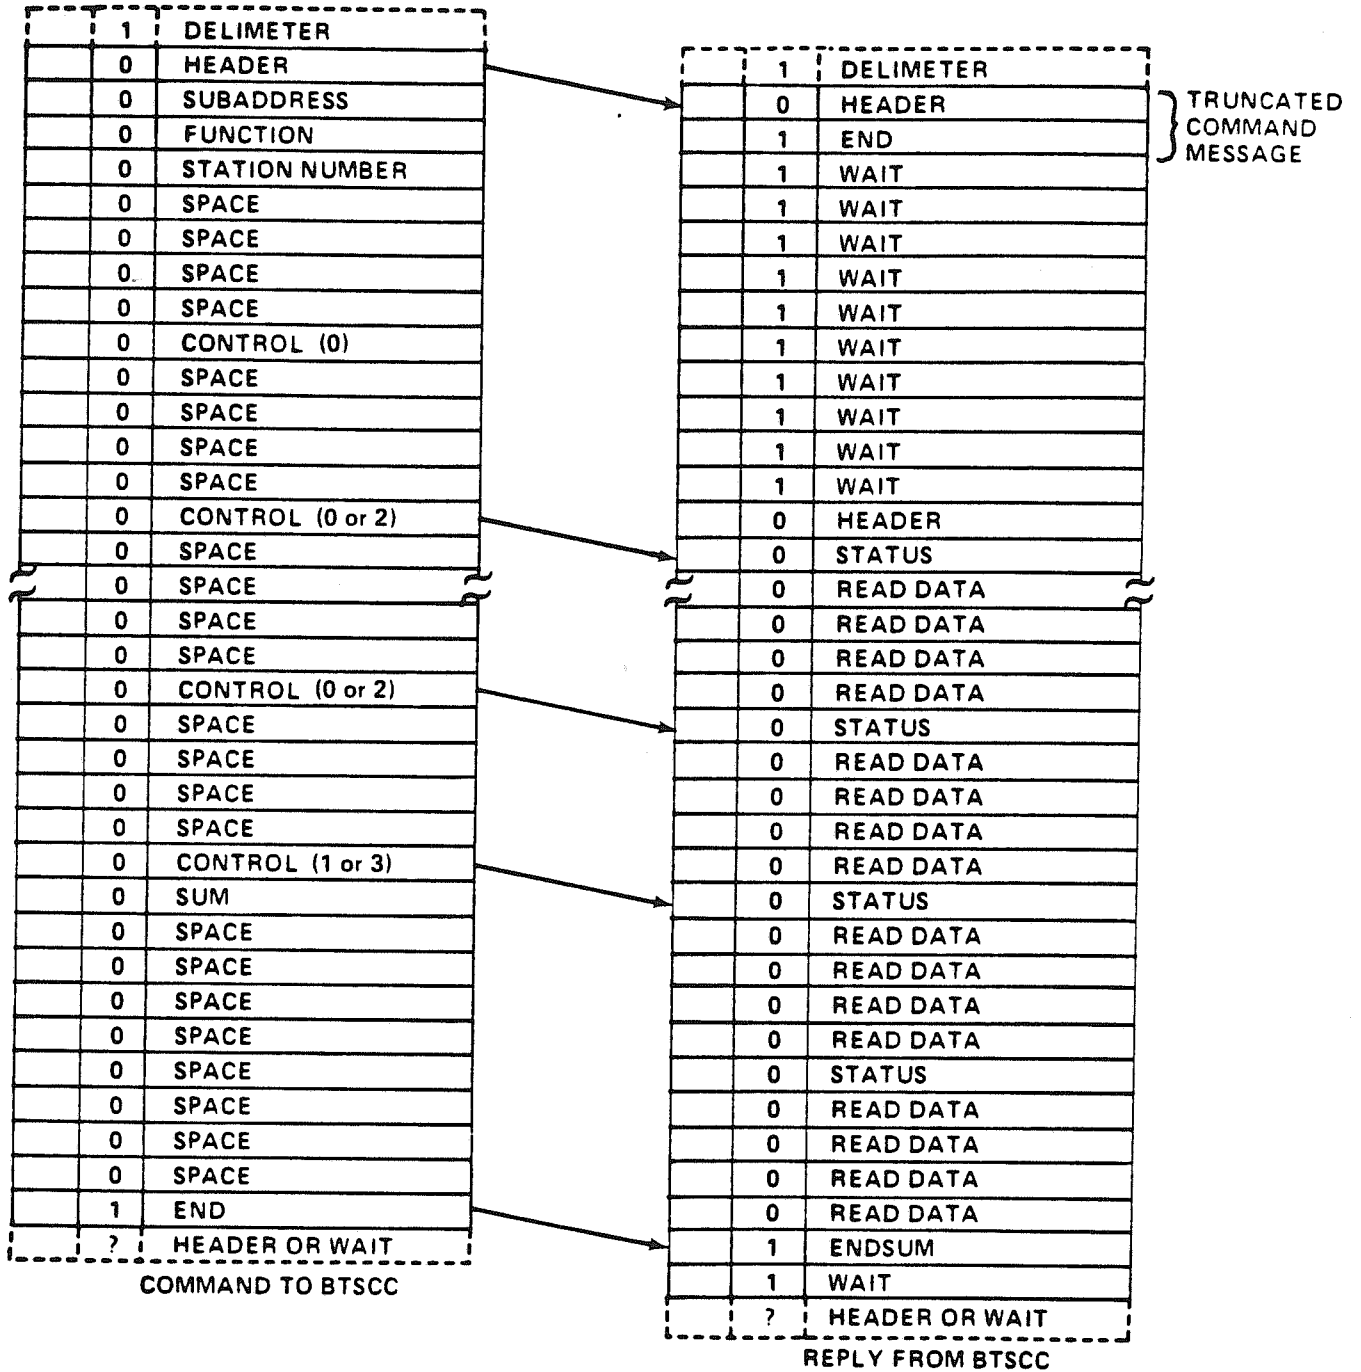 1 DELIMETER
0 HEADER
0 SUBADDRESS
0 FUNCTION
0 STATION NUMBER
0 SPACE
0 SPACE
0. SPACE
0 SPACE
0 CONTROL (0)
0 SPACE
0 SPACE
0 SPACE
0 SPACE
0 CONTROL (0 or 2)
0 SPACE
0 SPACE
0 SPACE
0 SPACE
0 CONTROL (0 or 2)
0 SPACE
0 SPACE
0 SPACE
0 SPACE
0 CONTROL (1 or 3)
0 SUM
0 SPACE
0 SPACE
0 SPACE
0 SPACE
0 SPACE
0 SPACE
0 SPACE
0 SPACE
1 END
? HEADER OR WAIT
COMMAND TO BTSCC
1 DELIMETER
0 HEADER
1 END
TRUNCATED
COMMAND
MESSAGE
1 WAIT
1 WAIT
1 WAIT
1 WAIT
1 WAIT
1 WAIT
1 WAIT
1 WAIT
1 WAIT
1 WAIT
0 HEADER
0 STATUS
0 READ DATA
0 READ DATA
0 READ DATA
0 READ DATA
0 STATUS
0 READ DATA
0 READ DATA
0 READ DATA
0 READ DATA
0 STATUS
0 READ DATA
0 READ DATA
0 READ DATA
0 READ DATA
0 STATUS
0 READ DATA
0 READ DATA
0 READ DATA
0 READ DATA
1 ENDSUM
1 WAIT
? HEADER OR WAIT
REPLY FROM BTSCC